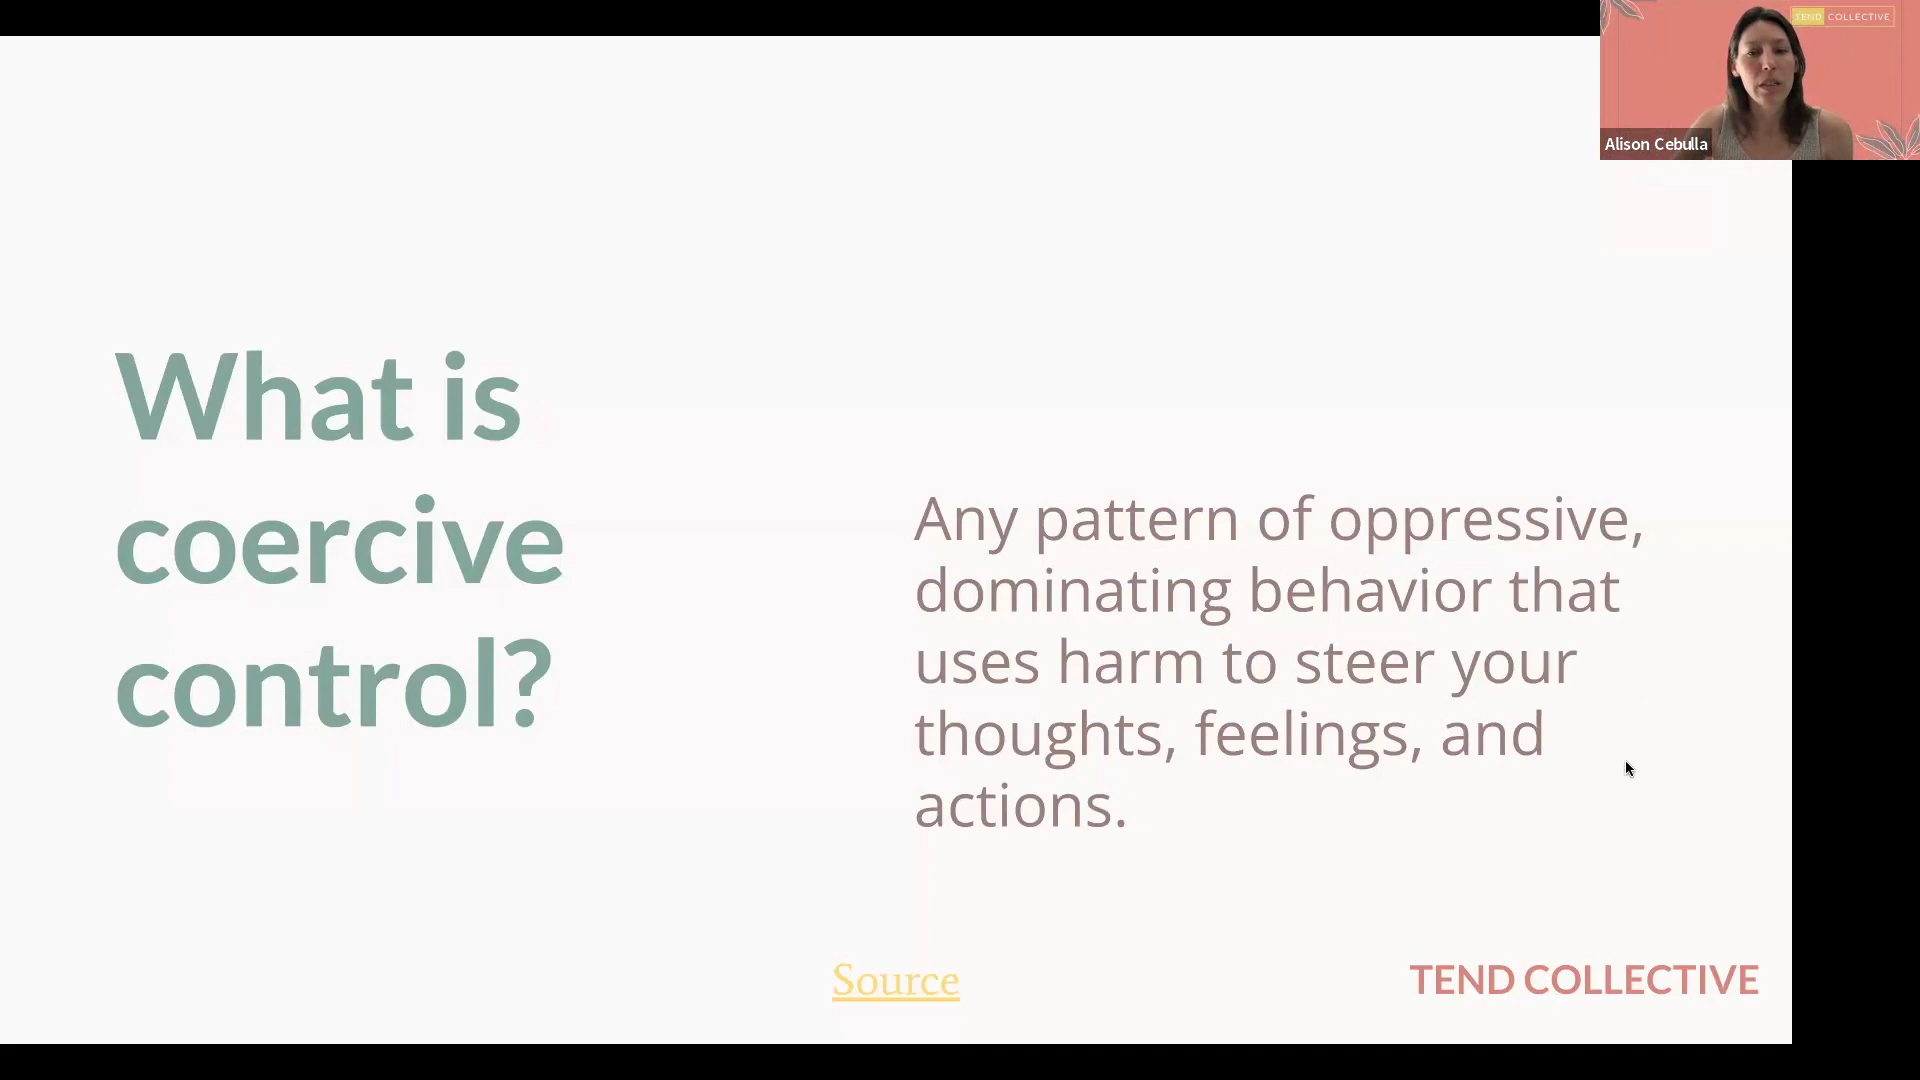 TEND COLLECTIVE
Alison Cebulla
What is
coercive
control?
Any pattern of oppressive,
dominating behavior that
uses harm to steer your
thoughts, feelings, and
actions.
Source
TEND COLLECTIVE